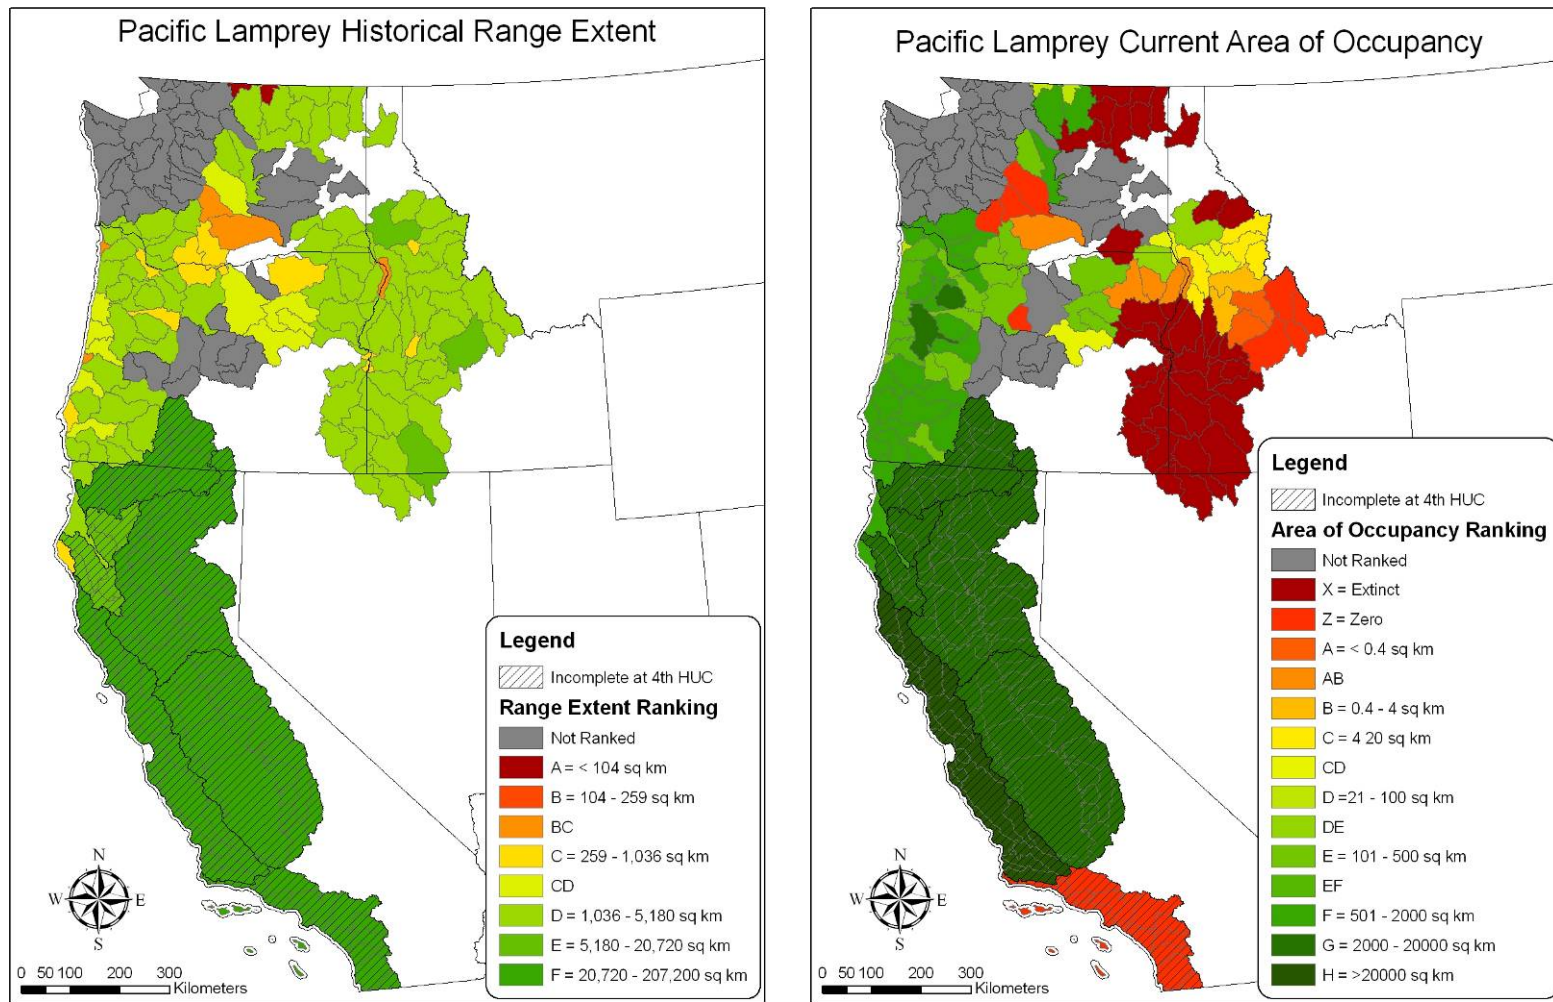 Pacific Lamprey Historical Range Extent
Legend
Incomplete at 4th HUC
Range Extent Ranking
Not Ranked
A = < 104 sq km
B = 104 - 259 sq km
BC
C = 259 - 1,036 sq km
CD
D = 1,036 - 5,180 sq km
E = 5,180 - 20,720 sq km
F = 20,720 - 207,200 sq km
N
W E
S
0 50 100 200 300
Kilometers
Pacific Lamprey Current Area of Occupancy
Legend
Incomplete at 4th HUC
Area of Occupancy Ranking
Not Ranked
X = Extinct
Z = Zero
A = < 0.4 sq km
AB
B = 0.4 - 4 sq km
C = 4 20 sq km
CD
D =21 - 100 sq km
DE
E = 101 - 500 sq km
EF
F = 501 - 2000 sq km
G = 2000 - 20000 sq km
H = >20000 sq km
N
W E
S
0 50 100 200 300
Kilometers